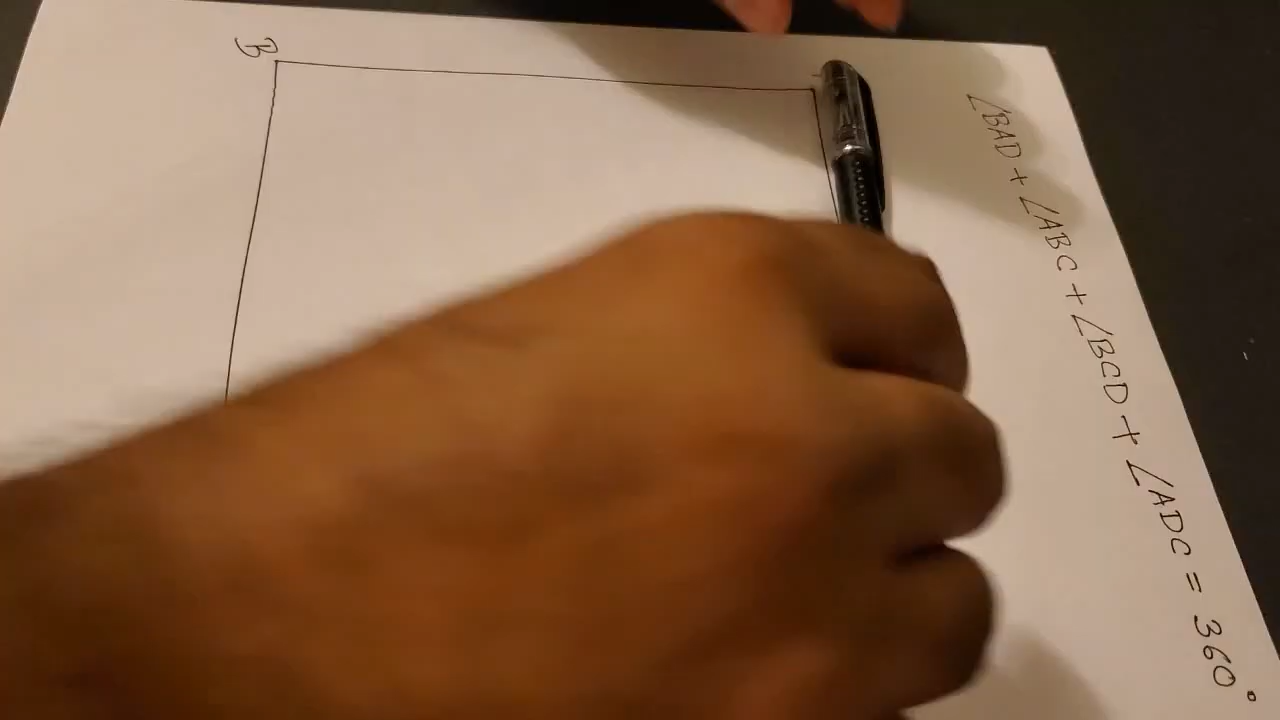 ∠BAD + ∠ABC + ∠BCD + ∠ADC = 360°
B